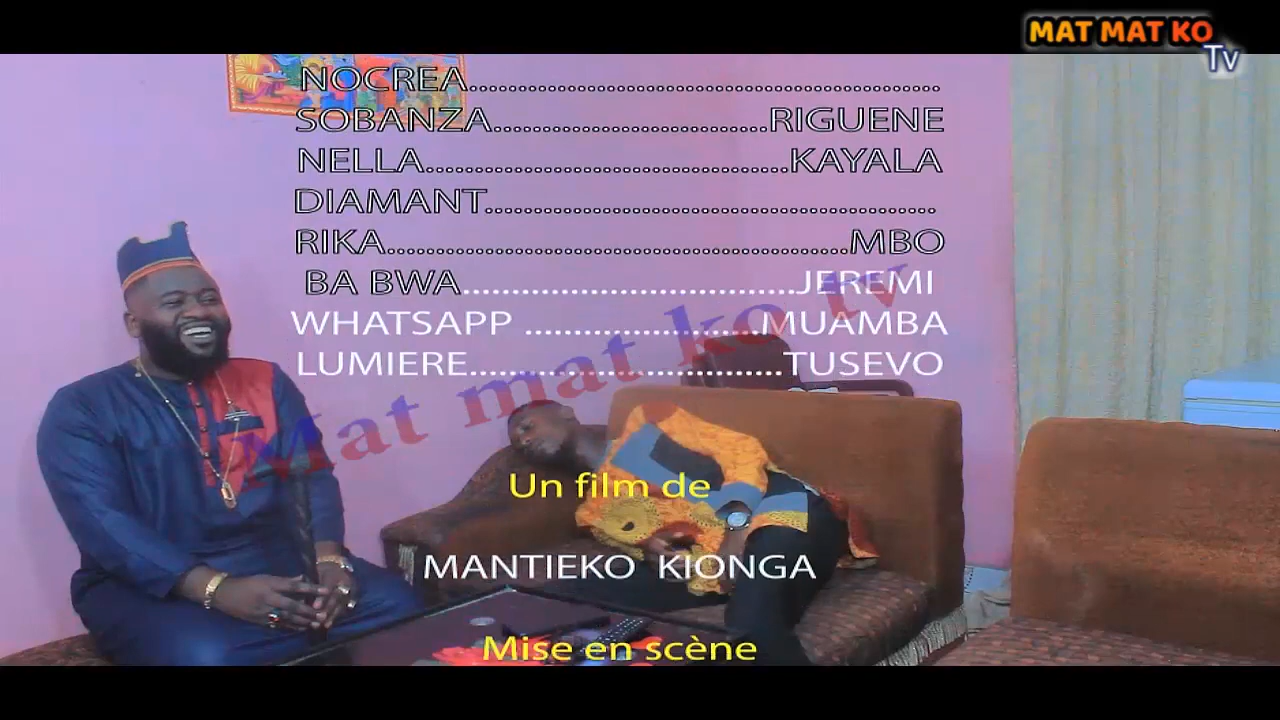 MAT MAT KO
Tv
NOCREA................................................
SOBANZA............................RIGUENE
NELLA.....................................KAYALA
DIAMANT..............................................
RIKA...............................................MBO
BA BWA..................................JEREMI
WHATSAPP ........................MUAMBA
LUMIERE................................TUSEVO
Mat mat ko tv
Un film de
MANTIEKO KIONGA
Mise en scène